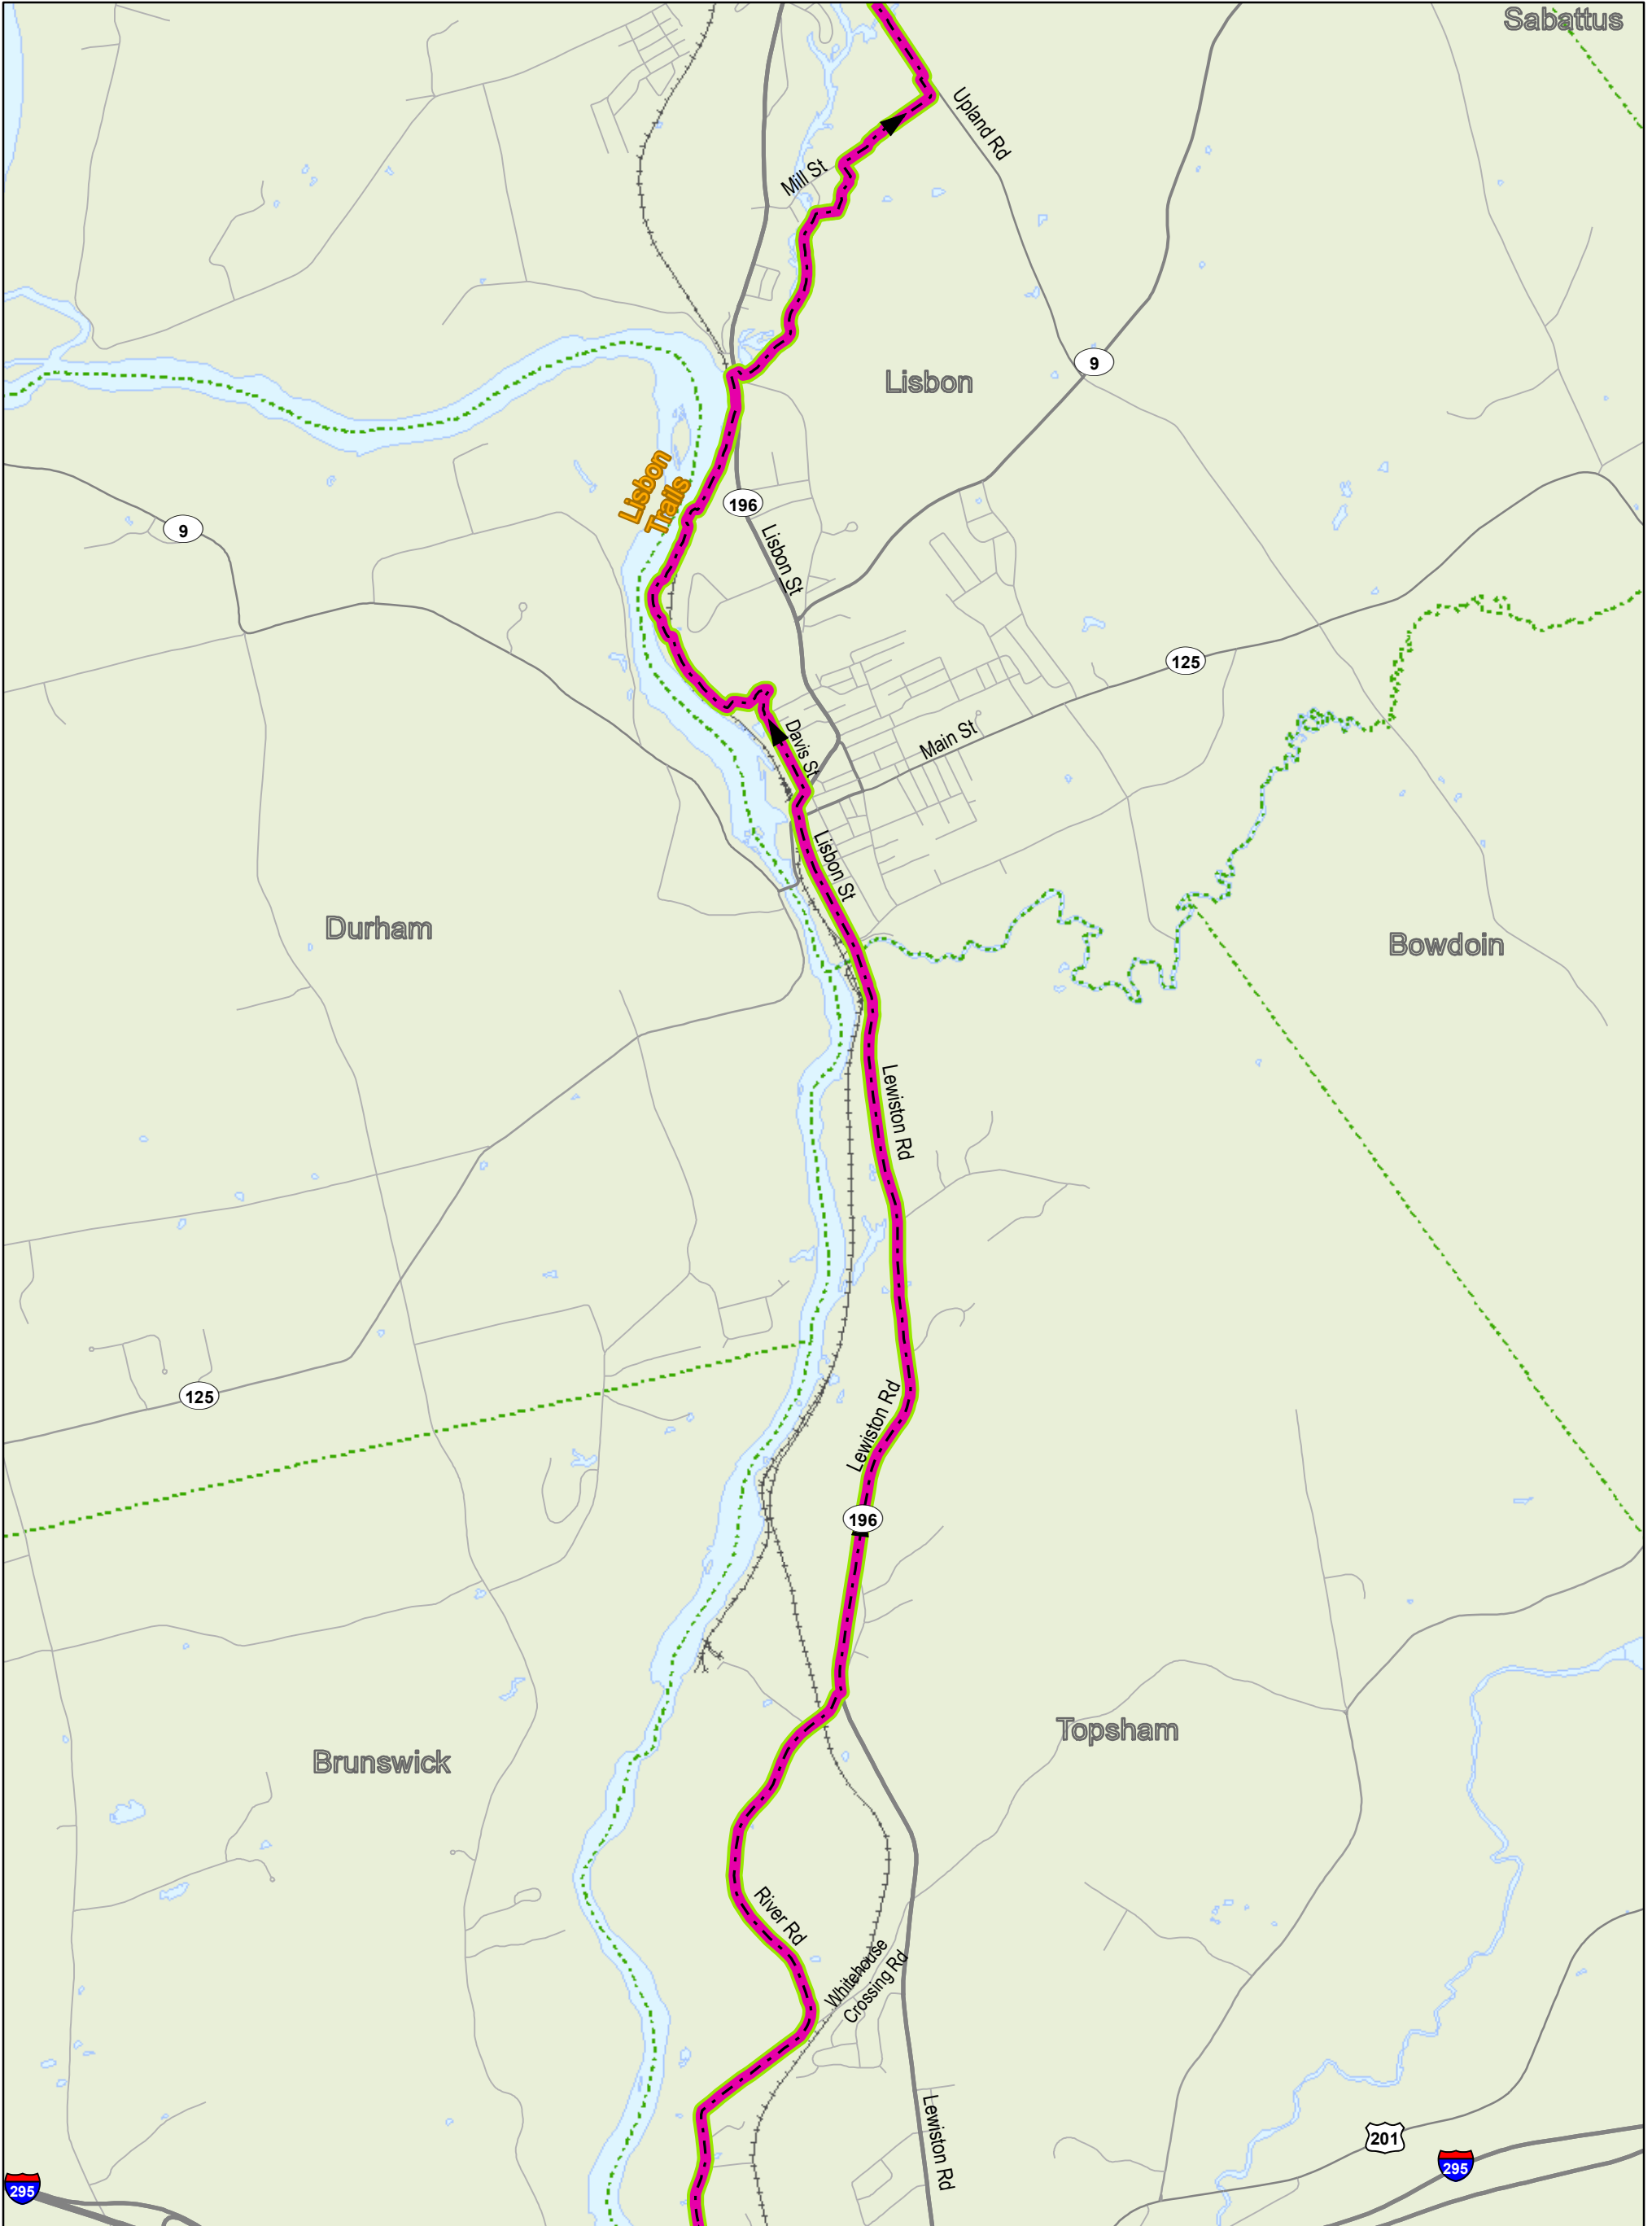 Sabattus
Upland Rd
Mill St
9
Lisbon
Lisbon
Trails
196
9
Lisbon St
125
Main St
Davis St
Lisbon St
Durham
Bowdoin
Lewiston Rd
125
Lewiston Rd
196
Topsham
Brunswick
River Rd
Whitehouse
Crossing Rd
Lewiston Rd
201
295
295